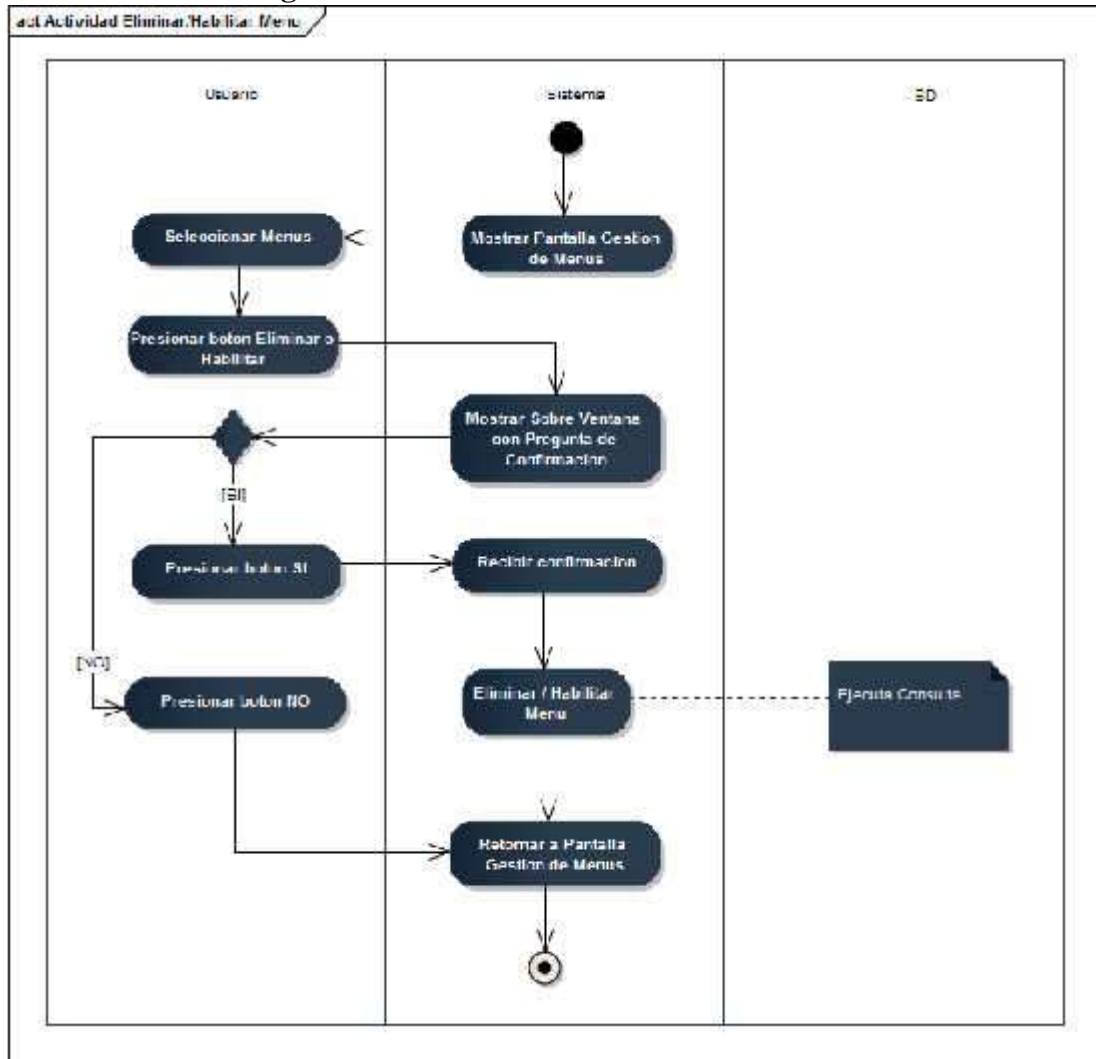 act Actividad Eliminar/Habilitar Menu
Usuario
Sistema
BD
Seleccionar Menus
Mostrar Pantalla Gestion
de Menus
Presionar boton Eliminar o
Habilitar
Mostrar Sobre Ventana
con Pregunta de
Confirmacion
[SI]
Presionar boton SI
Recibir confirmacion
[NO]
Presionar boton NO
Eliminar / Habilitar
Menu
Ejecuta Consulta
Retornar a Pantalla
Gestion de Menus